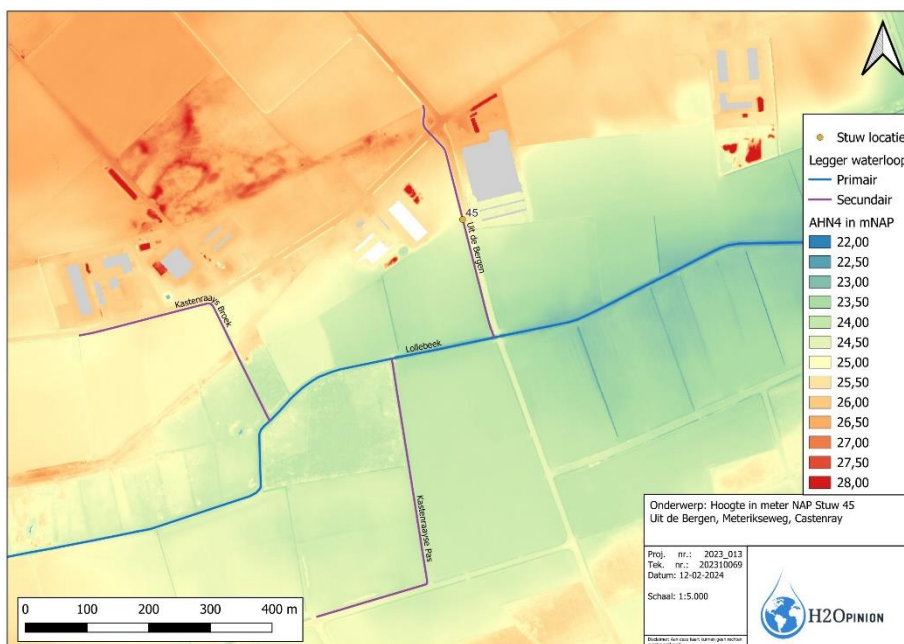 45
Uit de Bergen
Kastenraays Broek
Lollebeek
Kastenraayse Pas
Stuw locatie
Legger waterloop
Primair
Secundair
AHN4 in mNAP
22,00
22,50
23,00
23,50
24,00
24,50
25,00
25,50
26,00
26,50
27,00
27,50
28,00
Onderwerp: Hoogte in meter NAP Stuw 45
Uit de Bergen, Meterikseweg, Castenray
Proj. nr.: 2023_013
Tek. nr.: 202310069
Datum: 12-02-2024
Schaal: 1:5.000
H2OPINION
0 100 200 300 400 m